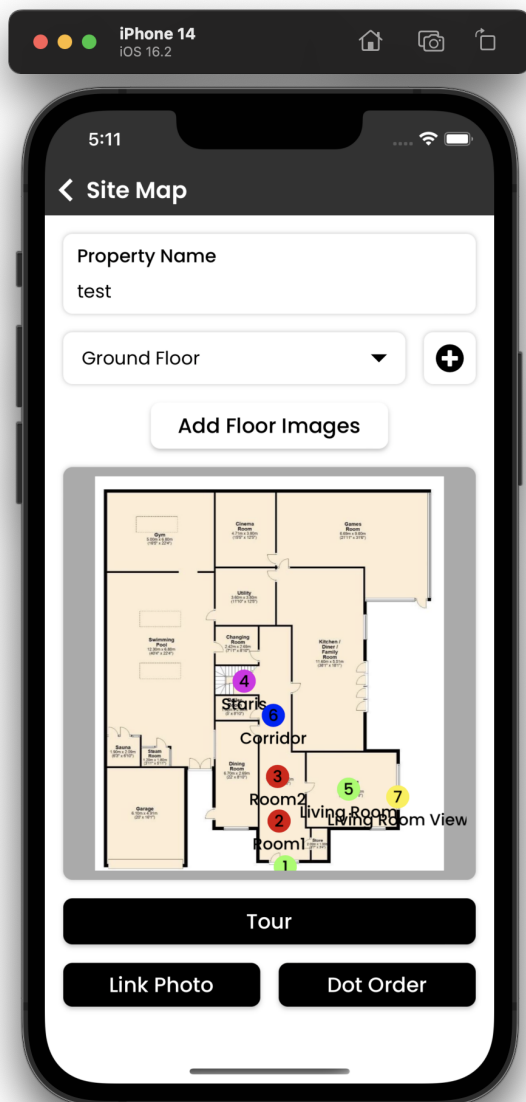 iPhone 14
iOS 16.2
5:11
Site Map
Property Name
test
Ground Floor
Add Floor Images
Gym
Cinema
Room
Games
Room
Utility
Changing
Room
Swimming
Pool
Kitchen /
Diner /
Family
Room
4
Staris
6
Corridor
Sauna
Steam
Room
Dining
Room
3
Room2
5
Living Room
7
Living Room View
Garage
2
Room1
Store
1
Tour
Link Photo
Dot Order